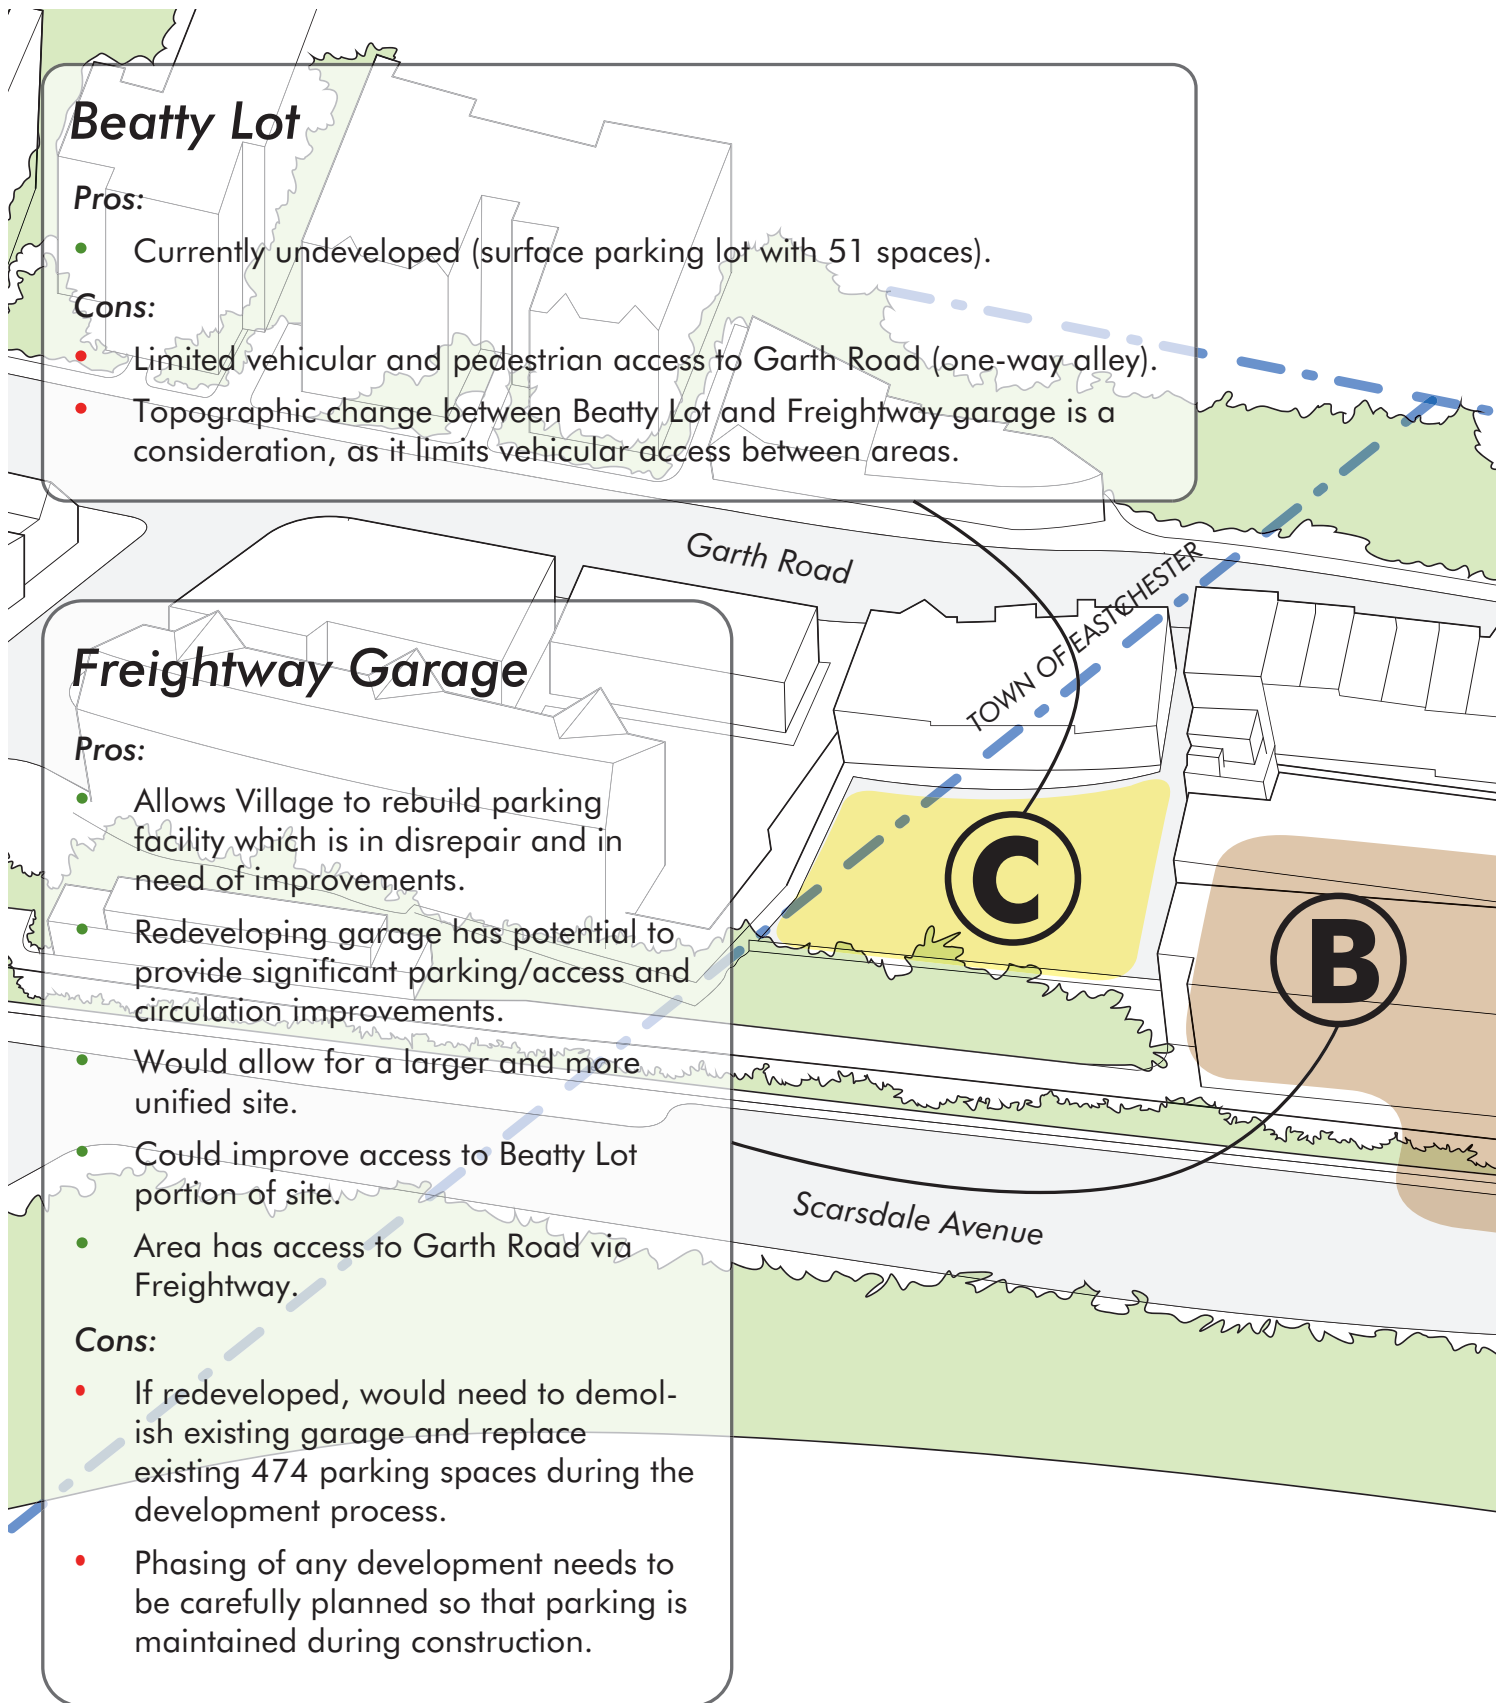 Beatty Lot
Pros:
• Currently undeveloped (surface parking lot with 51 spaces).
Cons:
• Limited vehicular and pedestrian access to Garth Road (one-way alley).
• Topographic change between Beatty Lot and Freightway garage is a
consideration, as it limits vehicular access between areas.
Garth Road
TOWN OF EASTCHESTER
Freightway Garage
Pros:
• Allows Village to rebuild parking
facility which is in disrepair and in
need of improvements.
• Redeveloping garage has potential to
provide significant parking/access and
circulation improvements.
• Would allow for a larger and more
unified site.
• Could improve access to Beatty Lot
portion of site.
• Area has access to Garth Road via
Freightway.
Cons:
• If redeveloped, would need to demol-
ish existing garage and replace
existing 474 parking spaces during the
development process.
• Phasing of any development needs to
be carefully planned so that parking is
maintained during construction.
C
B
Scarsdale Avenue